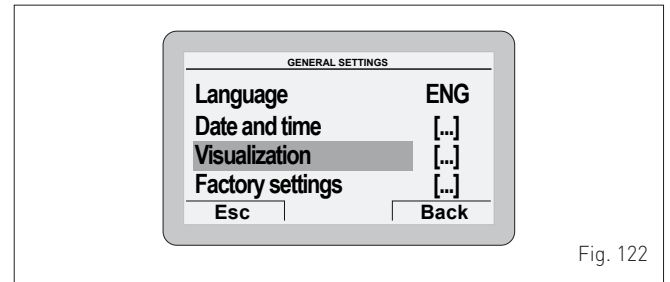 GENERAL SETTINGS
Language ENG
Date and time [...]
Visualization [...]
Factory settings [...]
Esc Back
Fig. 122